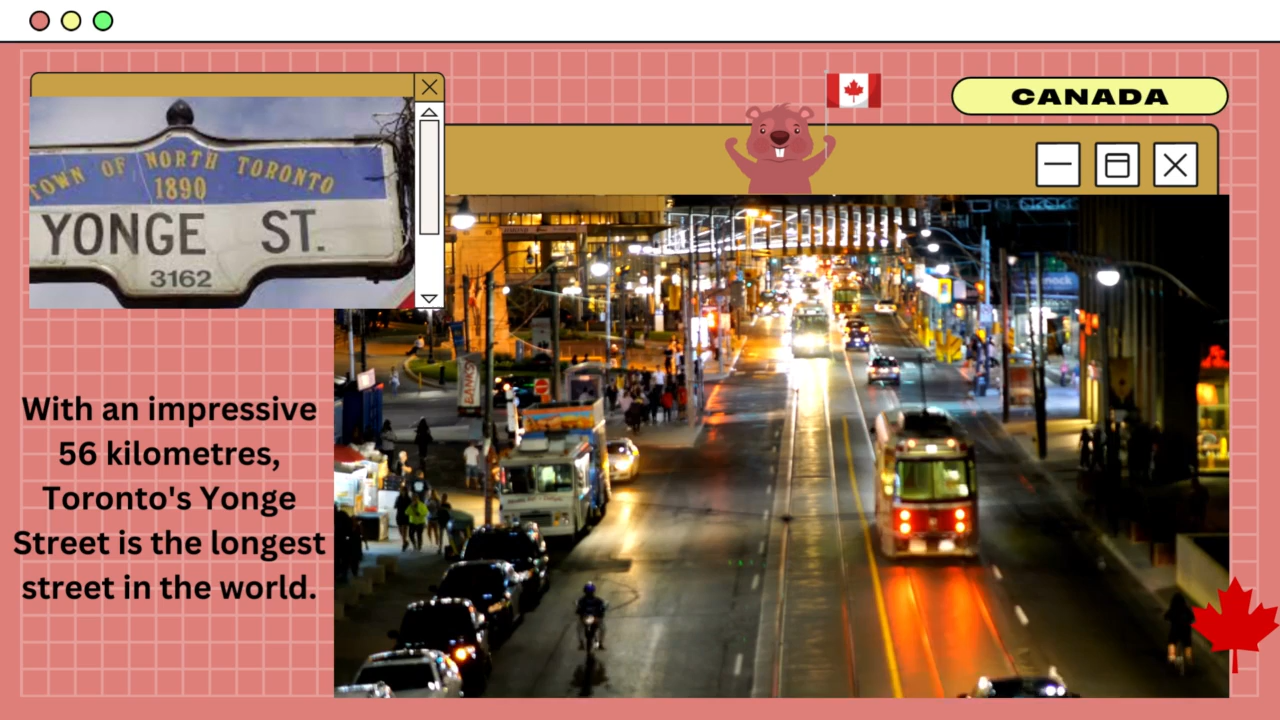 CANADA
TOWN OF NORTH TORONTO
1890
YONGE ST.
3162
With an impressive
56 kilometres,
Toronto's Yonge
Street is the longest
street in the world.
BANKS